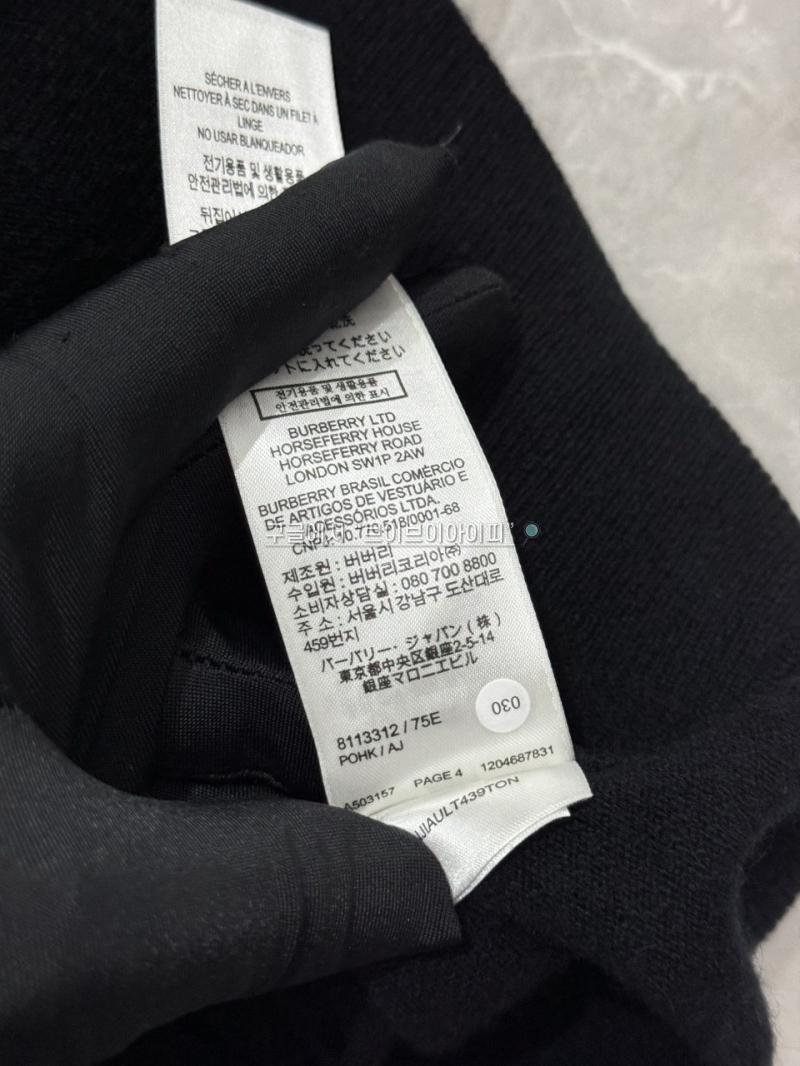 SÉCHER A L'ENVERS
NETTOYER À SEC DANS UN FILET À
LINGE
NO USAR BLANQUEADOR
전기용품 및 생활용품
안전관리법에 의한
뒤집어
洗ってください
トに入れてください
전기용품 및 생활용품
안전관리법에 의한 표시
BURBERRY LTD
HORSEFERRY HOUSE
HORSEFERRY ROAD
LONDON SW1P 2AW
BURBERRY BRASIL COMÉRCIO
DE ARTIGOS DE VESTUÁRIO E
ACESSÓRIOS LTDA.
제조원 : 버버리
수입원 : 버버리코리아㈜
소비자상담실 : 080 700 8800
주 소 : 서울시 강남구 도산대로
459번지
バーバリー・ジャパン(株)
東京都中央区銀座2-5-14
銀座マロニエビル
030
8113312 / 75E
POHK / AJ
A503157 PAGE 4 1204687831
JIAULT439TON